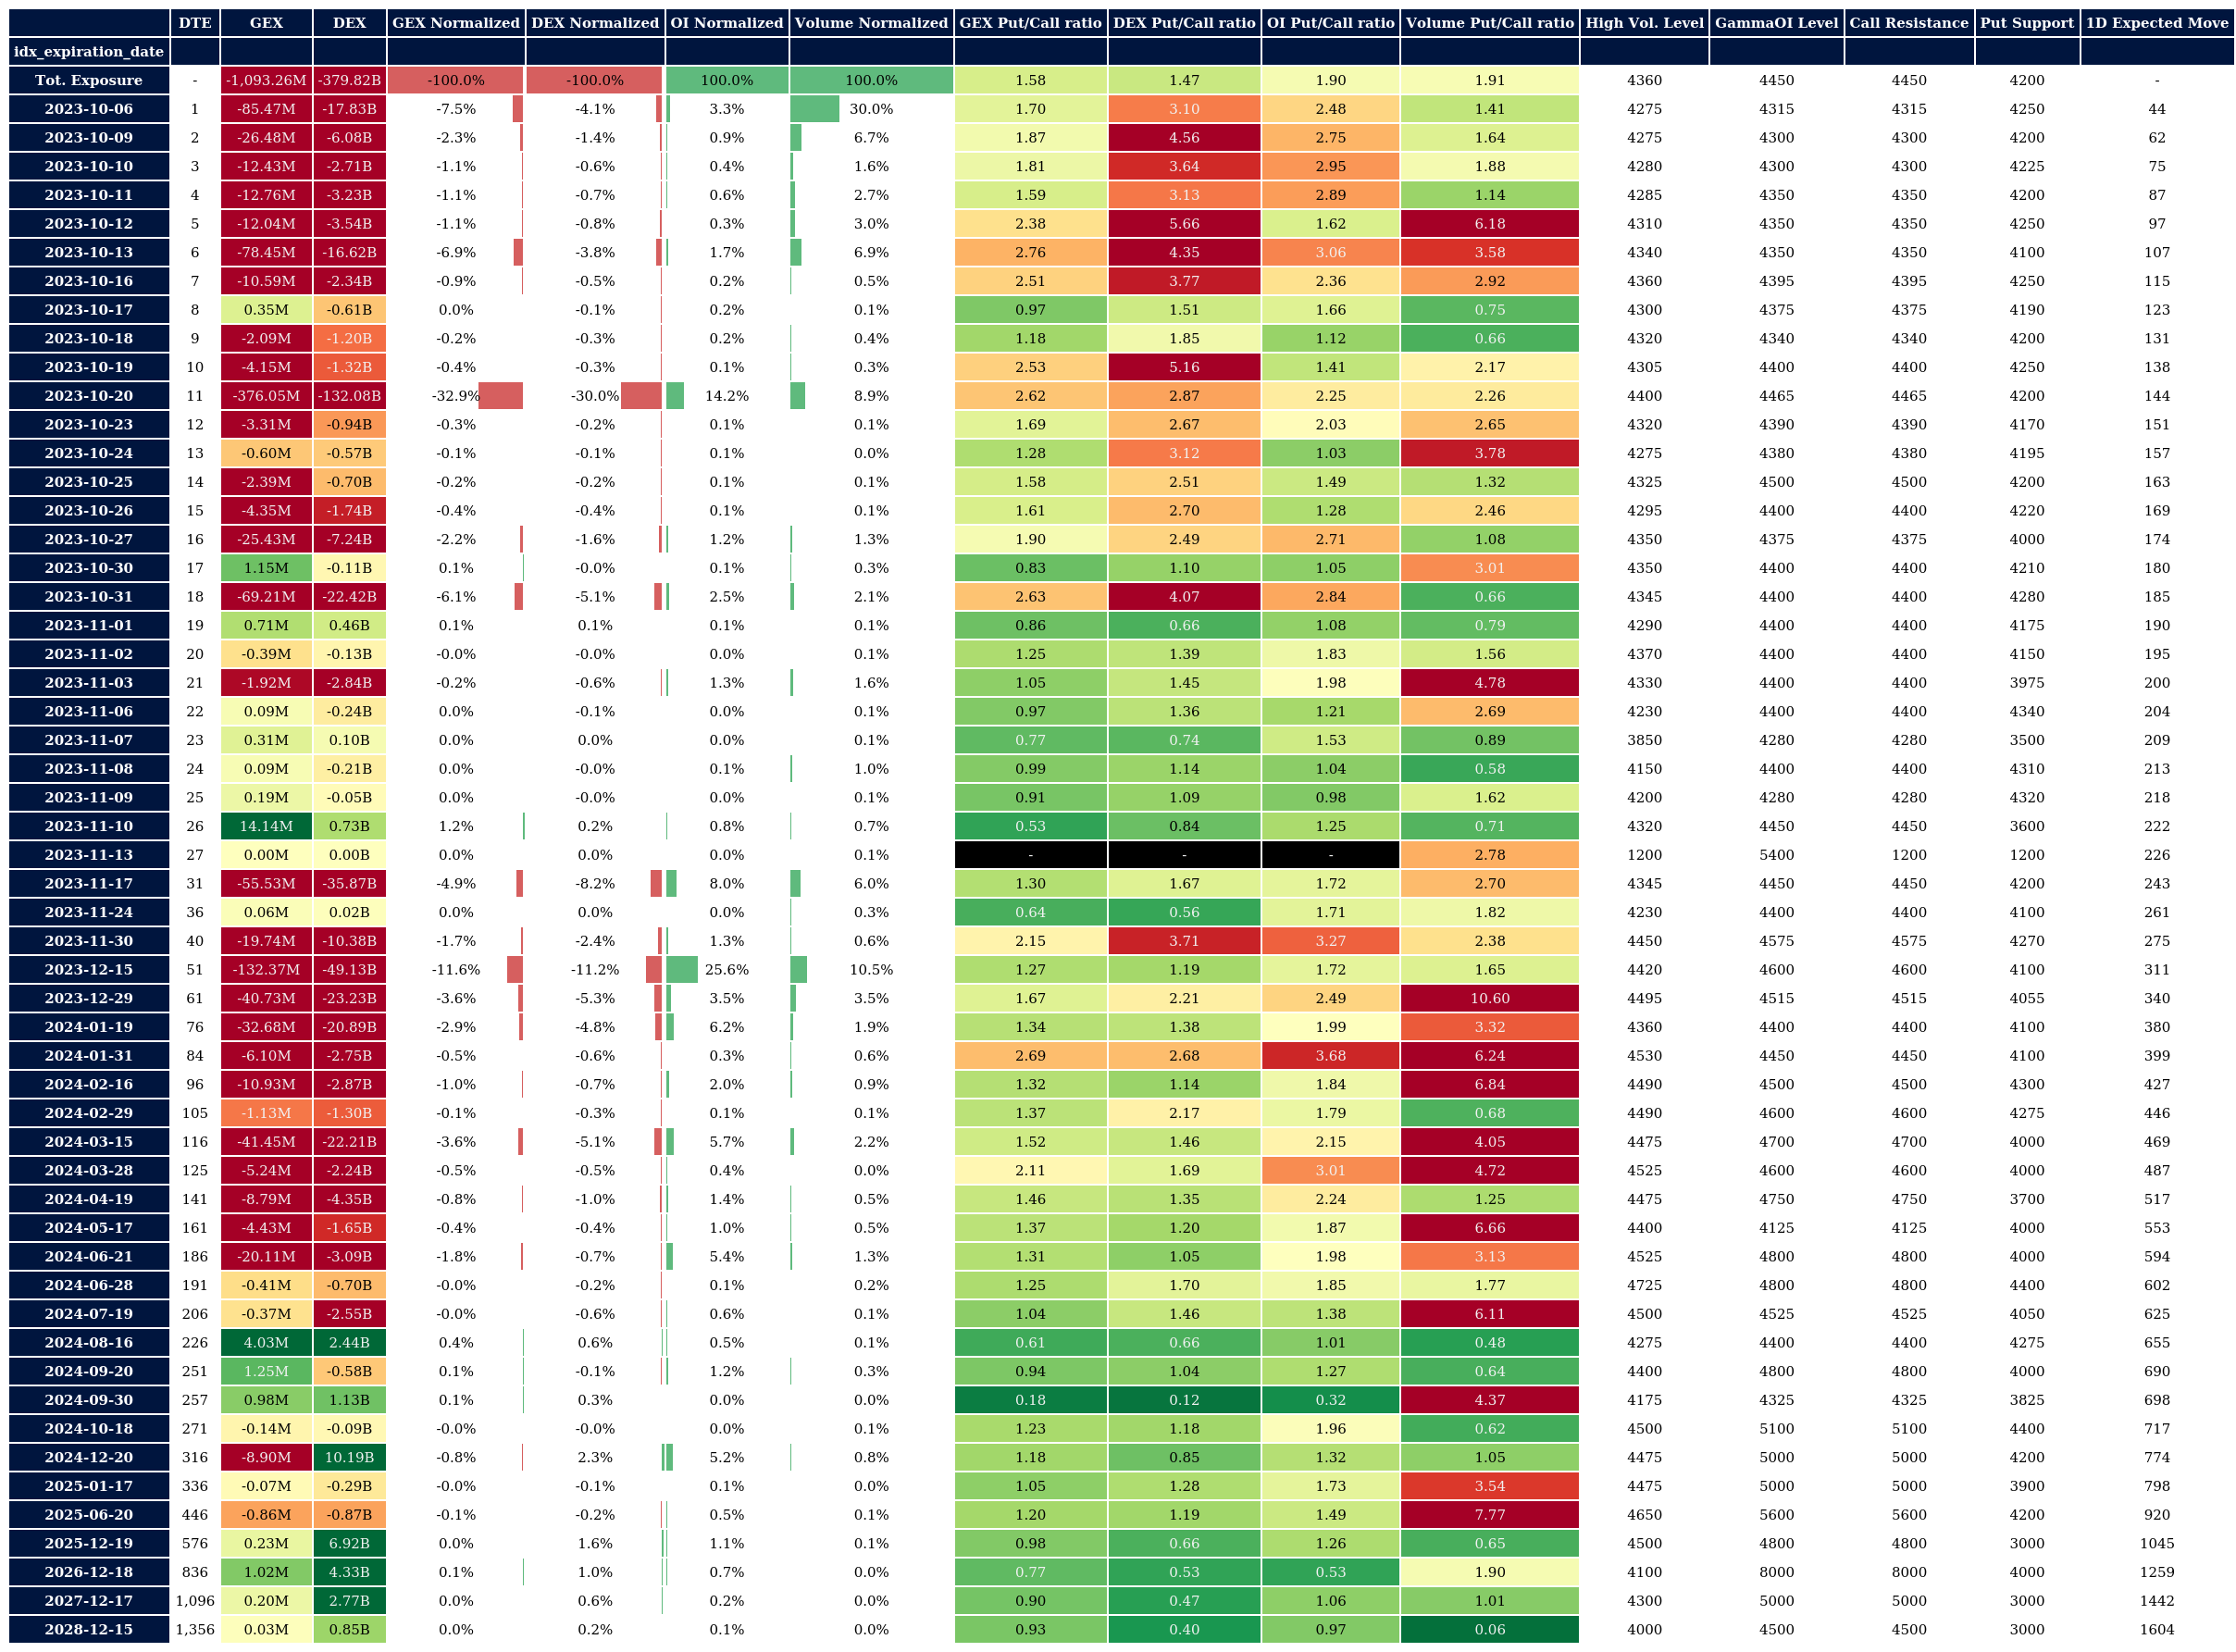 DTE GEX DEX GEX Normalized DEX Normalized OI Normalized Volume Normalized GEX Put/Call ratio DEX Put/Call ratio OI Put/Call ratio Volume Put/Call ratio High Vol. Level GammaOI Level Call Resistance Put Support 1D Expected Move
idx_expiration_date
Tot. Exposure - -1,093.26M -379.82B -100.0% -100.0% 100.0% 100.0% 1.58 1.47 1.90 1.91 4360 4450 4450 4200 -
2023-10-06 1 -85.47M -17.83B -7.5% -4.1% 3.3% 30.0% 1.70 3.10 2.48 1.41 4275 4315 4315 4250 44
2023-10-09 2 -26.48M -6.08B -2.3% -1.4% 0.9% 6.7% 1.87 4.56 2.75 1.64 4275 4300 4300 4200 62
2023-10-10 3 -12.43M -2.71B -1.1% -0.6% 0.4% 1.6% 1.81 3.64 2.95 1.88 4280 4300 4300 4225 75
2023-10-11 4 -12.76M -3.23B -1.1% -0.7% 0.6% 2.7% 1.59 3.13 2.89 1.14 4285 4350 4350 4200 87
2023-10-12 5 -12.04M -3.54B -1.1% -0.8% 0.3% 3.0% 2.38 5.66 1.62 6.18 4310 4350 4350 4250 97
2023-10-13 6 -78.45M -16.62B -6.9% -3.8% 1.7% 6.9% 2.76 4.35 3.06 3.58 4340 4350 4350 4100 107
2023-10-16 7 -10.59M -2.34B -0.9% -0.5% 0.2% 0.5% 2.51 3.77 2.36 2.92 4360 4395 4395 4250 115
2023-10-17 8 0.35M -0.61B 0.0% -0.1% 0.2% 0.1% 0.97 1.51 1.66 0.75 4300 4375 4375 4190 123
2023-10-18 9 -2.09M -1.20B -0.2% -0.3% 0.2% 0.4% 1.18 1.85 1.12 0.66 4320 4340 4340 4200 131
2023-10-19 10 -4.15M -1.32B -0.4% -0.3% 0.1% 0.3% 2.53 5.16 1.41 2.17 4305 4400 4400 4250 138
2023-10-20 11 -376.05M -132.08B -32.9% -30.0% 14.2% 8.9% 2.62 2.87 2.25 2.26 4400 4465 4465 4200 144
2023-10-23 12 -3.31M -0.94B -0.3% -0.2% 0.1% 0.1% 1.69 2.67 2.03 2.65 4320 4390 4390 4170 151
2023-10-24 13 -0.60M -0.57B -0.1% -0.1% 0.1% 0.0% 1.28 3.12 1.03 3.78 4275 4380 4380 4195 157
2023-10-25 14 -2.39M -0.70B -0.2% -0.2% 0.1% 0.1% 1.58 2.51 1.49 1.32 4325 4500 4500 4200 163
2023-10-26 15 -4.35M -1.74B -0.4% -0.4% 0.1% 0.1% 1.61 2.70 1.28 2.46 4295 4400 4400 4220 169
2023-10-27 16 -25.43M -7.24B -2.2% -1.6% 1.2% 1.3% 1.90 2.49 2.71 1.08 4350 4375 4375 4000 174
2023-10-30 17 1.15M -0.11B 0.1% -0.0% 0.1% 0.3% 0.83 1.10 1.05 3.01 4350 4400 4400 4210 180
2023-10-31 18 -69.21M -22.42B -6.1% -5.1% 2.5% 2.1% 2.63 4.07 2.84 0.66 4345 4400 4400 4280 185
2023-11-01 19 0.71M 0.46B 0.1% 0.1% 0.1% 0.1% 0.86 0.66 1.08 0.79 4290 4400 4400 4175 190
2023-11-02 20 -0.39M -0.13B -0.0% -0.0% 0.0% 0.1% 1.25 1.39 1.83 1.56 4370 4400 4400 4150 195
2023-11-03 21 -1.92M -2.84B -0.2% -0.6% 1.3% 1.6% 1.05 1.45 1.98 4.78 4330 4400 4400 3975 200
2023-11-06 22 0.09M -0.24B 0.0% -0.1% 0.0% 0.1% 0.97 1.36 1.21 2.69 4230 4400 4400 4340 204
2023-11-07 23 0.31M 0.10B 0.0% 0.0% 0.0% 0.1% 0.77 0.74 1.53 0.89 3850 4280 4280 3500 209
2023-11-08 24 0.09M -0.21B 0.0% -0.0% 0.1% 1.0% 0.99 1.14 1.04 0.58 4150 4400 4400 4310 213
2023-11-09 25 0.19M -0.05B 0.0% -0.0% 0.0% 0.1% 0.91 1.09 0.98 1.62 4200 4280 4280 4320 218
2023-11-10 26 14.14M 0.73B 1.2% 0.2% 0.8% 0.7% 0.53 0.84 1.25 0.71 4320 4450 4450 3600 222
2023-11-13 27 0.00M 0.00B 0.0% 0.0% 0.0% 0.1% - - - 2.78 1200 5400 1200 1200 226
2023-11-17 31 -55.53M -35.87B -4.9% -8.2% 8.0% 6.0% 1.30 1.67 1.72 2.70 4345 4450 4450 4200 243
2023-11-24 36 0.06M 0.02B 0.0% 0.0% 0.0% 0.3% 0.64 0.56 1.71 1.82 4230 4400 4400 4100 261
2023-11-30 40 -19.74M -10.38B -1.7% -2.4% 1.3% 0.6% 2.15 3.71 3.27 2.38 4450 4575 4575 4270 275
2023-12-15 51 -132.37M -49.13B -11.6% -11.2% 25.6% 10.5% 1.27 1.19 1.72 1.65 4420 4600 4600 4100 311
2023-12-29 61 -40.73M -23.23B -3.6% -5.3% 3.5% 3.5% 1.67 2.21 2.49 10.60 4495 4515 4515 4055 340
2024-01-19 76 -32.68M -20.89B -2.9% -4.8% 6.2% 1.9% 1.34 1.38 1.99 3.32 4360 4400 4400 4100 380
2024-01-31 84 -6.10M -2.75B -0.5% -0.6% 0.3% 0.6% 2.69 2.68 3.68 6.24 4530 4450 4450 4100 399
2024-02-16 96 -10.93M -2.87B -1.0% -0.7% 2.0% 0.9% 1.32 1.14 1.84 6.84 4490 4500 4500 4300 427
2024-02-29 105 -1.13M -1.30B -0.1% -0.3% 0.1% 0.1% 1.37 2.17 1.79 0.68 4490 4600 4600 4275 446
2024-03-15 116 -41.45M -22.21B -3.6% -5.1% 5.7% 2.2% 1.52 1.46 2.15 4.05 4475 4700 4700 4000 469
2024-03-28 125 -5.24M -2.24B -0.5% -0.5% 0.4% 0.0% 2.11 1.69 3.01 4.72 4525 4600 4600 4000 487
2024-04-19 141 -8.79M -4.35B -0.8% -1.0% 1.4% 0.5% 1.46 1.35 2.24 1.25 4475 4750 4750 3700 517
2024-05-17 161 -4.43M -1.65B -0.4% -0.4% 1.0% 0.5% 1.37 1.20 1.87 6.66 4400 4125 4125 4000 553
2024-06-21 186 -20.11M -3.09B -1.8% -0.7% 5.4% 1.3% 1.31 1.05 1.98 3.13 4525 4800 4800 4000 594
2024-06-28 191 -0.41M -0.70B -0.0% -0.2% 0.1% 0.2% 1.25 1.70 1.85 1.77 4725 4800 4800 4400 602
2024-07-19 206 -0.37M -2.55B -0.0% -0.6% 0.6% 0.1% 1.04 1.46 1.38 6.11 4500 4525 4525 4050 625
2024-08-16 226 4.03M 2.44B 0.4% 0.6% 0.5% 0.1% 0.61 0.66 1.01 0.48 4275 4400 4400 4275 655
2024-09-20 251 1.25M -0.58B 0.1% -0.1% 1.2% 0.3% 0.94 1.04 1.27 0.64 4400 4800 4800 4000 690
2024-09-30 257 0.98M 1.13B 0.1% 0.3% 0.0% 0.0% 0.18 0.12 0.32 4.37 4175 4325 4325 3825 698
2024-10-18 271 -0.14M -0.09B -0.0% -0.0% 0.0% 0.1% 1.23 1.18 1.96 0.62 4500 5100 5100 4400 717
2024-12-20 316 -8.90M 10.19B -0.8% 2.3% 5.2% 0.8% 1.18 0.85 1.32 1.05 4475 5000 5000 4200 774
2025-01-17 336 -0.07M -0.29B -0.0% -0.1% 0.1% 0.0% 1.05 1.28 1.73 3.54 4475 5000 5000 3900 798
2025-06-20 446 -0.86M -0.87B -0.1% -0.2% 0.5% 0.1% 1.20 1.19 1.49 7.77 4650 5600 5600 4200 920
2025-12-19 576 0.23M 6.92B 0.0% 1.6% 1.1% 0.1% 0.98 0.66 1.26 0.65 4500 4800 4800 3000 1045
2026-12-18 836 1.02M 4.33B 0.1% 1.0% 0.7% 0.0% 0.77 0.53 0.53 1.90 4100 8000 8000 4000 1259
2027-12-17 1,096 0.20M 2.77B 0.0% 0.6% 0.2% 0.0% 0.90 0.47 1.06 1.01 4300 5000 5000 3000 1442
2028-12-15 1,356 0.03M 0.85B 0.0% 0.2% 0.1% 0.0% 0.93 0.40 0.97 0.06 4000 4500 4500 3000 1604